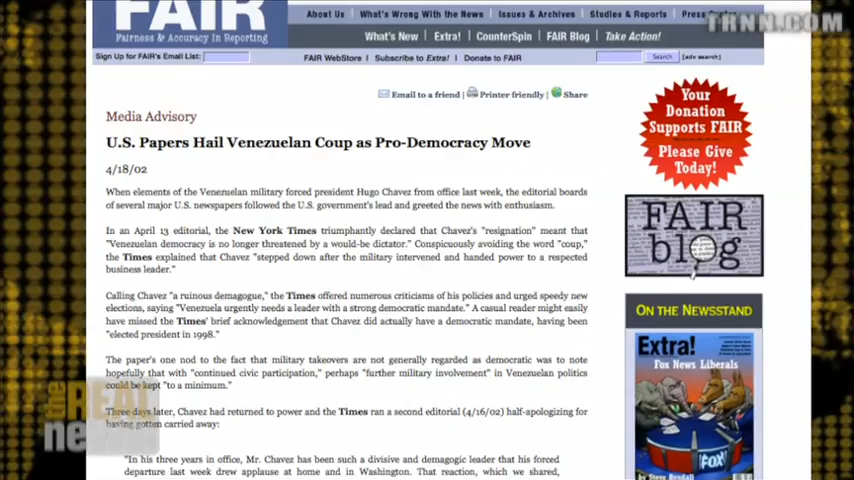 TRNN.COM
FAIR
Fairness & Accuracy In Reporting
About Us | What's Wrong With the News | Issues & Archives | Studies & Reports |
What's New | Extra! | CounterSpin | FAIR Blog | Take Action!
Sign Up for FAIR's Email List:
FAIR WebStore | Subscribe to Extra! | Donate to FAIR
Search [adv search]
Email to a friend | Printer friendly | Share
Media Advisory
U.S. Papers Hail Venezuelan Coup as Pro-Democracy Move
4/18/02
When elements of the Venezuelan military forced president Hugo Chavez from office last week, the editorial boards
of several major U.S. newspapers followed the U.S. government's lead and greeted the news with enthusiasm.
In an April 13 editorial, the New York Times triumphantly declared that Chavez's "resignation" meant that
"Venezuelan democracy is no longer threatened by a would-be dictator." Conspicuously avoiding the word "coup,"
the Times explained that Chavez "stepped down after the military intervened and handed power to a respected
business leader."
Calling Chavez "a ruinous demagogue," the Times offered numerous criticisms of his policies and urged speedy new
elections, saying "Venezuela urgently needs a leader with a strong democratic mandate." A casual reader might easily
have missed the Times' brief acknowledgement that Chavez did actually have a democratic mandate, having been
"elected president in 1998."
The paper's one nod to the fact that military takeovers are not generally regarded as democratic was to note
hopefully that with "continued civic participation," perhaps "further military involvement" in Venezuelan politics
could be kept "to a minimum."
Three days later, Chavez had returned to power and the Times ran a second editorial (4/16/02) half-apologizing for
having gotten carried away:
"In his three years in office, Mr. Chavez has been such a divisive and demagogic leader that his forced
departure last week drew applause at home and in Washington. That reaction, which we shared,
Your
Donation
Supports FAIR
Please Give
Today!
FAIR
blog
ON THE NEWSSTAND
Extra!
Fox News Liberals
FOX
by Steve Rendall
the REAL
news